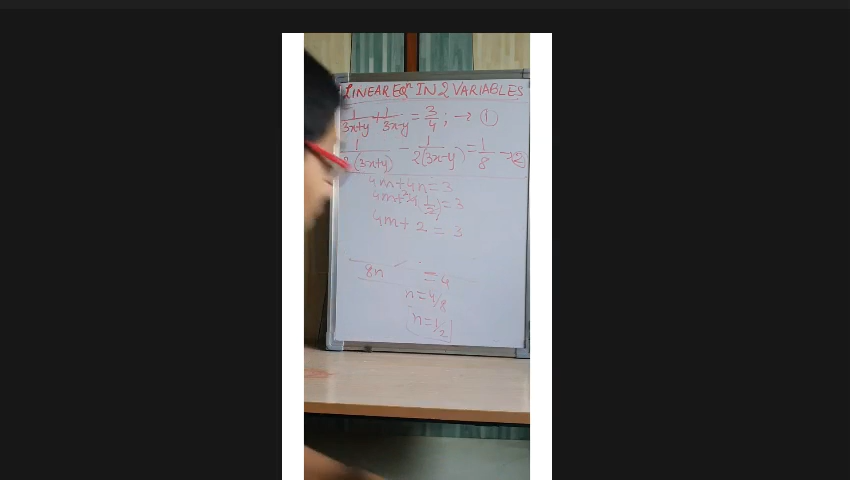 LINEAR EQⁿ IN 2 VARIABLES
1/(3x+y) + 1/(3x-y) = 3/4 ; → ①
1/2(3x+y) - 1/2(3x-y) = 1/8 → 2
4m+4n=3
4m+4(1/2)=3
4m+2=3
8n = 4
n=4/8
n=1/2